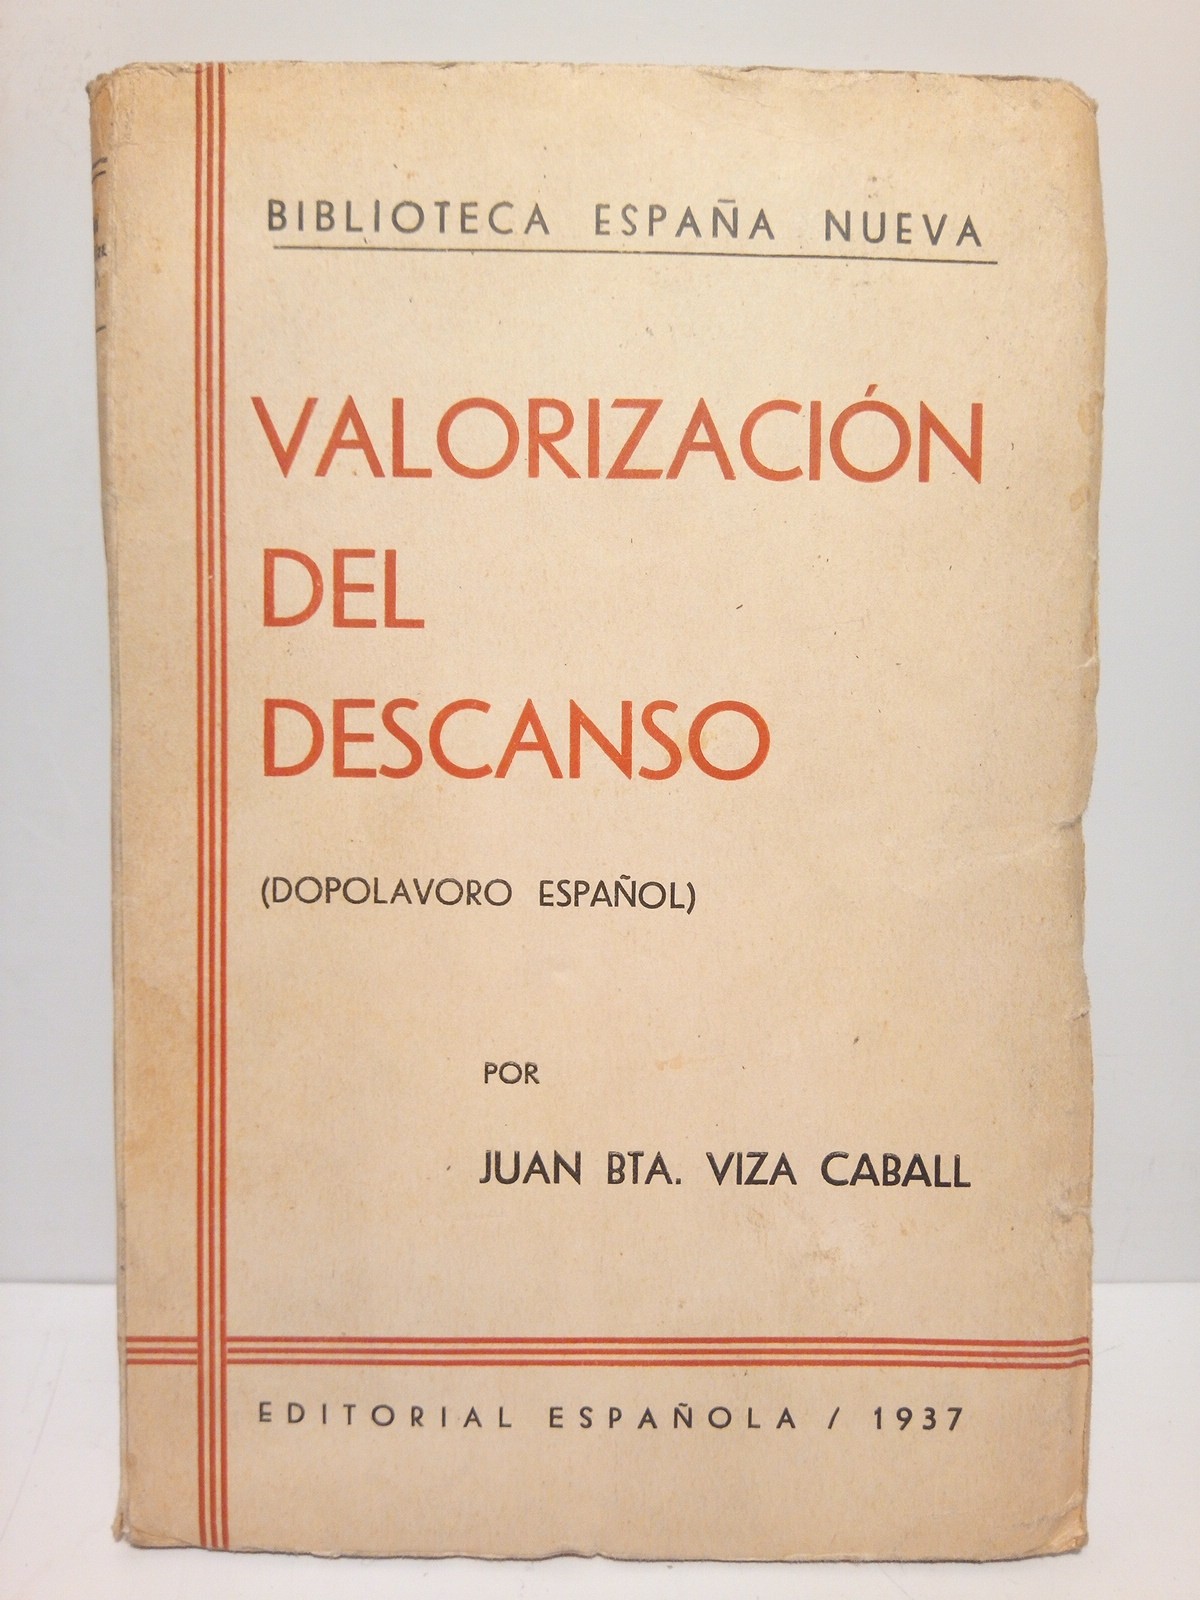 BIBLIOTECA ESPAÑA NUEVA
VALORIZACIÓN
DEL
DESCANSO
(DOPOLAVORO ESPAÑOL)
POR
JUAN BTA. VIZA CABALL
EDITORIAL ESPAÑOLA / 1937